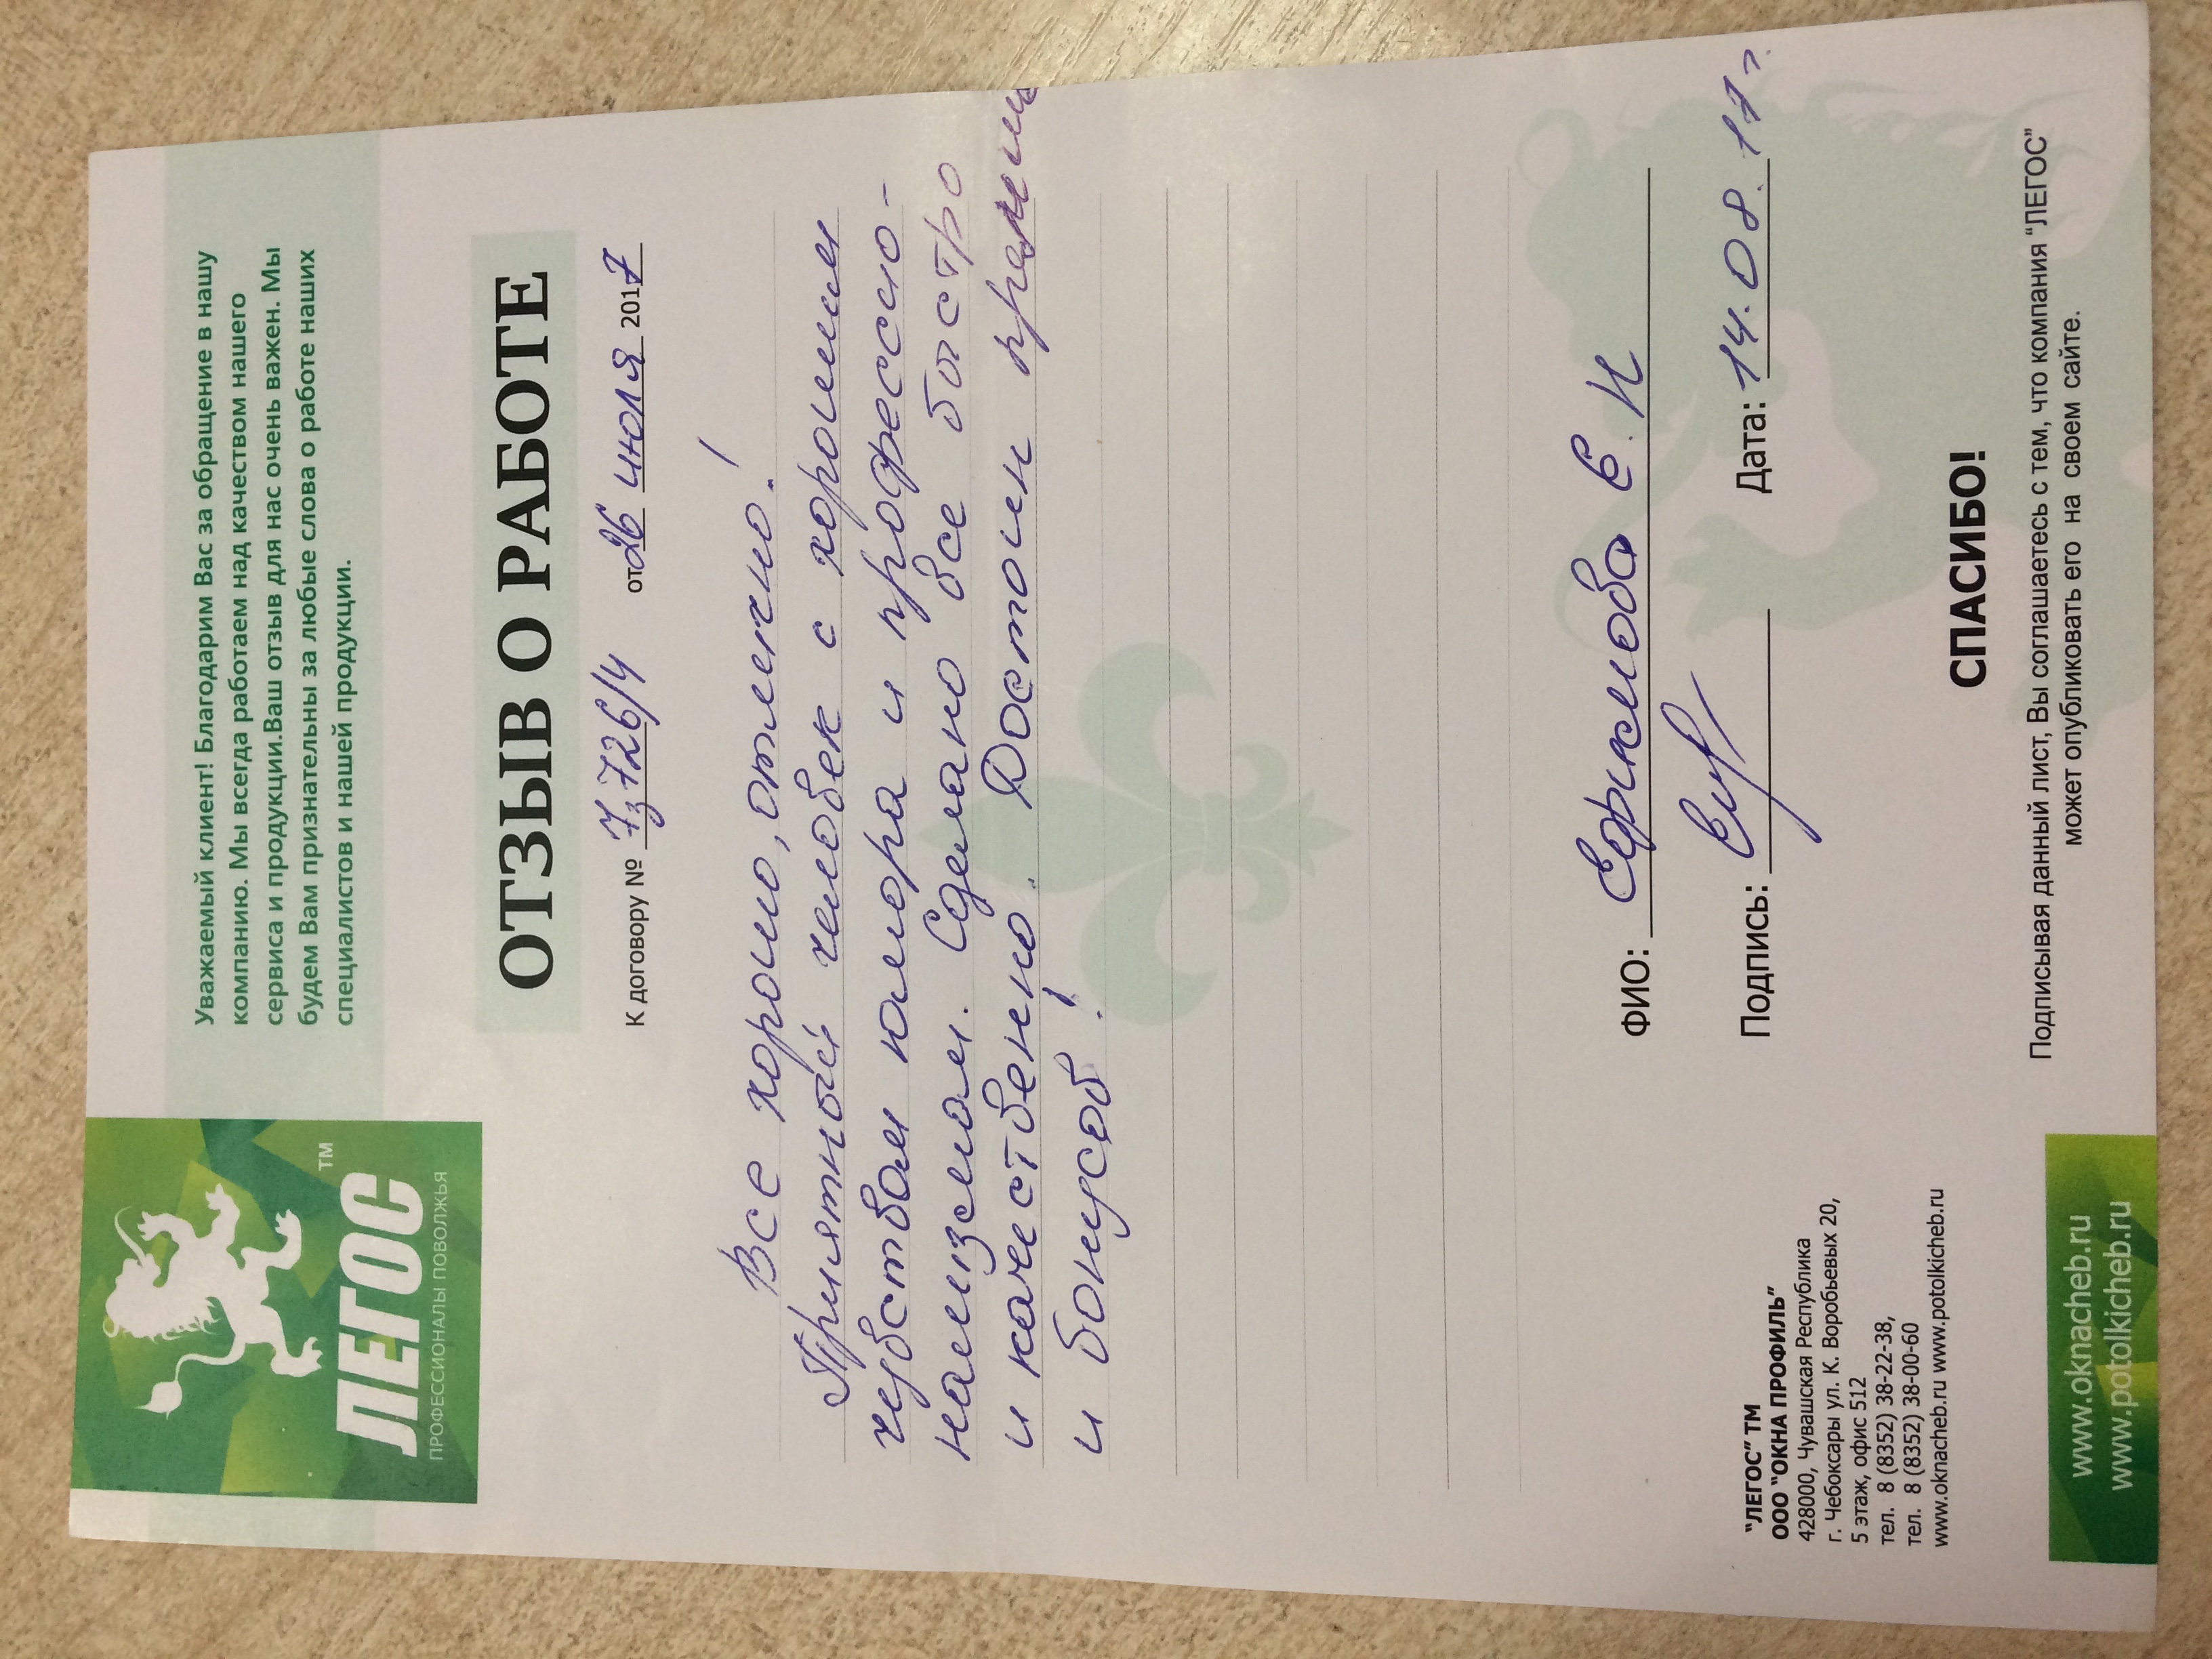 ЛЕГОС TM
ПРОФЕССИОНАЛЫ ПОВОЛЖЬЯ
Уважаемый клиент! Благодарим Вас за обращение в нашу
компанию. Мы всегда работаем над качеством нашего
сервиса и продукции.Ваш отзыв для нас очень важен. Мы
будем Вам признательны за любые слова о работе наших
специалистов и нашей продукции.
ОТЗЫВ О РАБОТЕ
К договору № 7з726/4 от 26 июля 2017
Все хорошо, отлично!
Приятный человек с хорошим
чувством юмора и профессио-
нализмом. Сделано все быстро
и качественно. Достоин премии
и бонусов!
ФИО: Ефимова Е. Н
Подпись: Дата: 14.08.17г.
"ЛЕГОС" ТМ
ООО "ОКНА ПРОФИЛЬ"
428000, Чувашская Республика
г. Чебоксары ул. К. Воробьевых 20,
5 этаж, офис 512
тел. 8 (8352) 38-22-38,
тел. 8 (8352) 38-00-60
www.oknacheb.ru www.potolkicheb.ru
СПАСИБО!
Подписывая данный лист, Вы соглашаетесь с тем, что компания "ЛЕГОС"
может опубликовать его на своем сайте.
www.oknacheb.ru
www.potolkicheb.ru